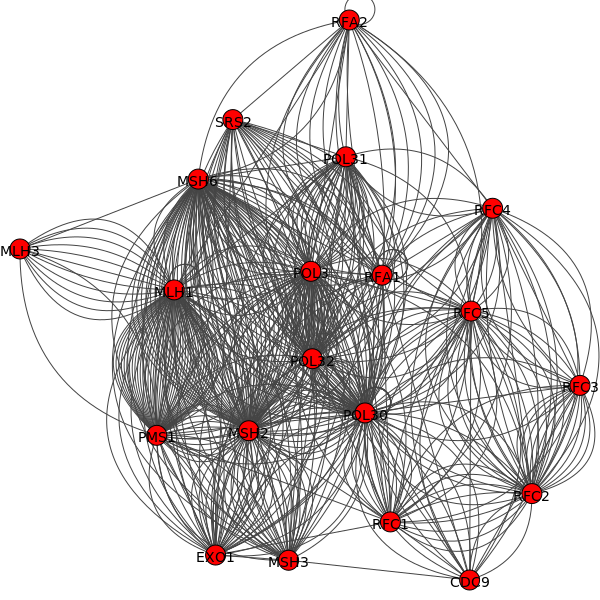 RFA2
SRS2
POL31
MSH6
RFC4
MLH3
POL3
RFA1
MLH1
RFC5
POL32
RFC3
POL30
PMS1
MSH2
RFC2
RFC1
EXO1
MSH3
CDC9